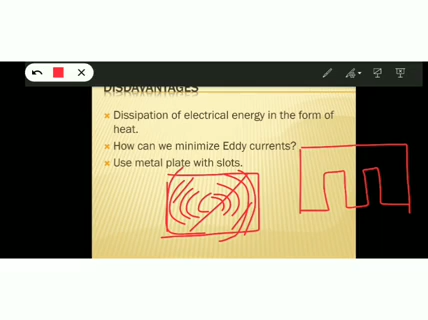 DISDAVANTAGES
Dissipation of electrical energy in the form of
heat.
How can we minimize Eddy currents?
Use metal plate with slots.